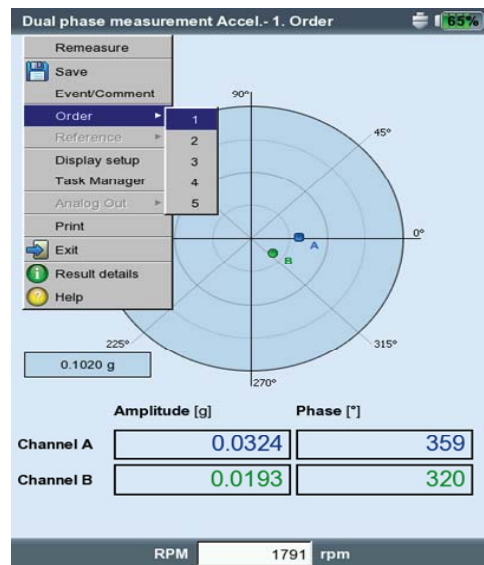 Dual phase measurement Accel.- 1. Order 65%
Remeasure
Save
Event/Comment
Order 1
Reference 2
Display setup 3
Task Manager 4
Analog Out 5
Print
Exit
Result details
Help
90°
45°
0°
A
B
225°
315°
270°
0.1020 g
Amplitude [g] Phase [°]
Channel A 0.0324 359
Channel B 0.0193 320
RPM 1791 rpm